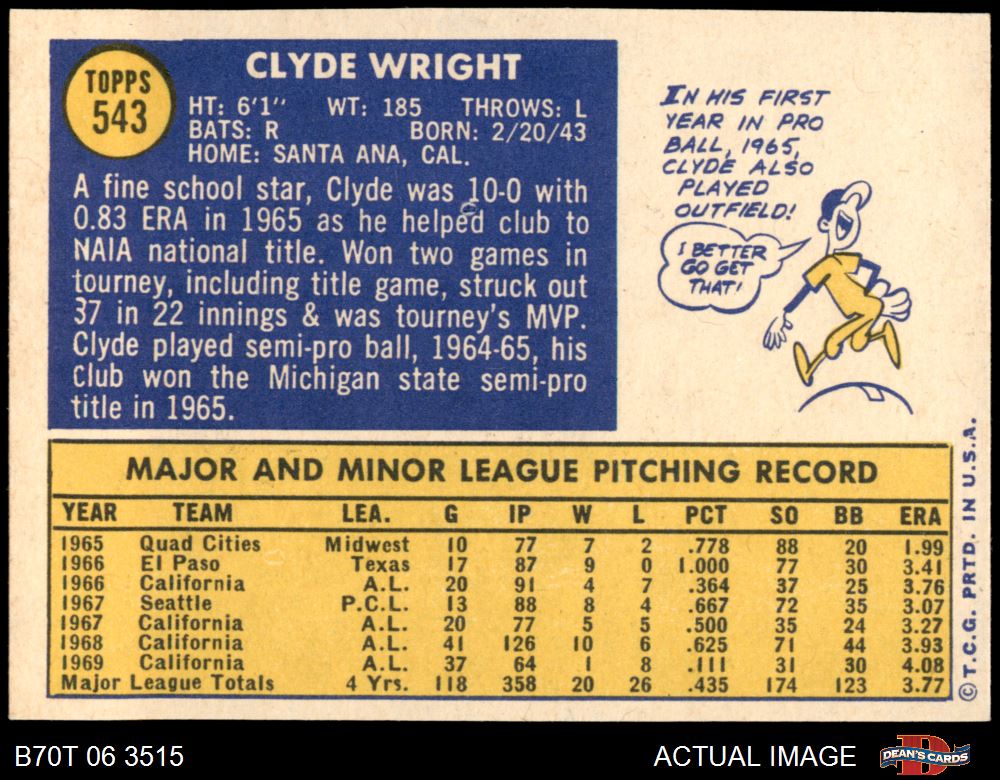 TOPPS
543
CLYDE WRIGHT
HT: 6'1" WT: 185 THROWS: L
BATS: R BORN: 2/20/43
HOME: SANTA ANA, CAL.
A fine school star, Clyde was 10-0 with
0.83 ERA in 1965 as he helped club to
NAIA national title. Won two games in
tourney, including title game, struck out
37 in 22 innings & was tourney's MVP.
Clyde played semi-pro ball, 1964-65, his
club won the Michigan state semi-pro
title in 1965.
IN HIS FIRST
YEAR IN PRO
BALL, 1965,
CLYDE ALSO
PLAYED
OUTFIELD!
I BETTER
GO GET
THAT!
MAJOR AND MINOR LEAGUE PITCHING RECORD
YEAR TEAM LEA. G IP W L PCT SO BB ERA
1965 Quad Cities Midwest 10 77 7 2 .778 88 20 1.99
1966 El Paso Texas 17 87 9 0 1.000 77 30 3.41
1966 California A.L. 20 91 4 7 .364 37 25 3.76
1967 Seattle P.C.L. 13 88 8 4 .667 72 35 3.07
1967 California A.L. 20 77 5 5 .500 35 24 3.27
1968 California A.L. 41 126 10 6 .625 71 44 3.93
1969 California A.L. 37 64 1 8 .111 31 30 4.08
Major League Totals 4 Yrs. 118 358 20 26 .435 174 123 3.77
© T.C.G. PRTD. IN U.S.A.
B70T 06 3515 ACTUAL IMAGE DEAN'S CARDS